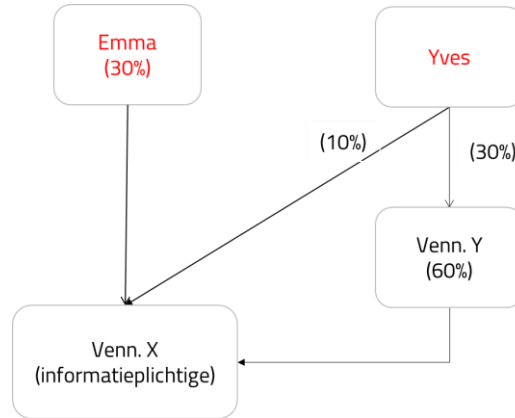 Emma
(30%)
Yves
(10%)
(30%)
Venn. Y
(60%)
Venn. X
(informatieplichtige)